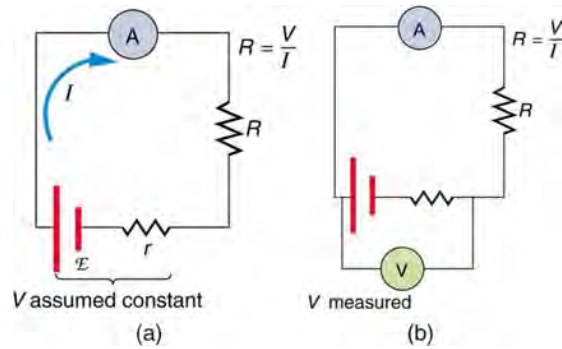 A
R = V/I
I
R
ℰ
r
V assumed constant
(a)
A
R = V/I
R
V
V measured
(b)